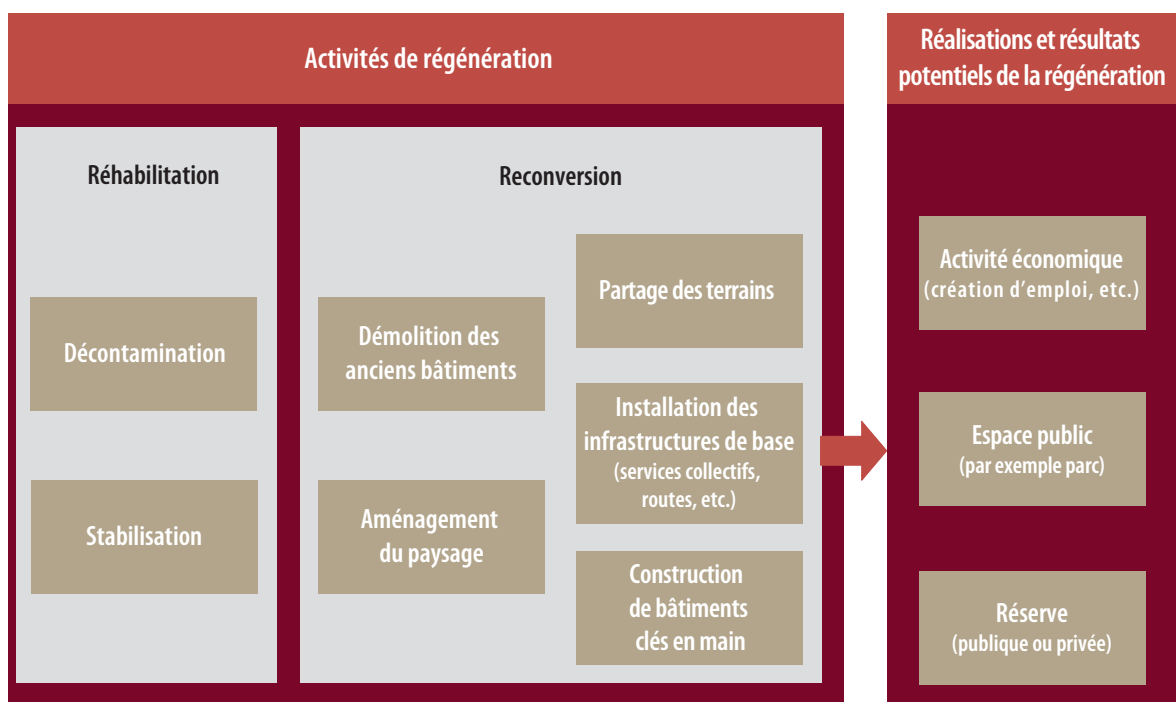 Activités de régénération
Réhabilitation
Décontamination
Stabilisation
Reconversion
Démolition des
anciens bâtiments
Aménagement
du paysage
Partage des terrains
Installation des
infrastructures de base
(services collectifs,
routes, etc.)
Construction
de bâtiments
clés en main
Réalisations et résultats
potentiels de la régénération
Activité économique
(création d'emploi, etc.)
Espace public
(par exemple parc)
Réserve
(publique ou privée)